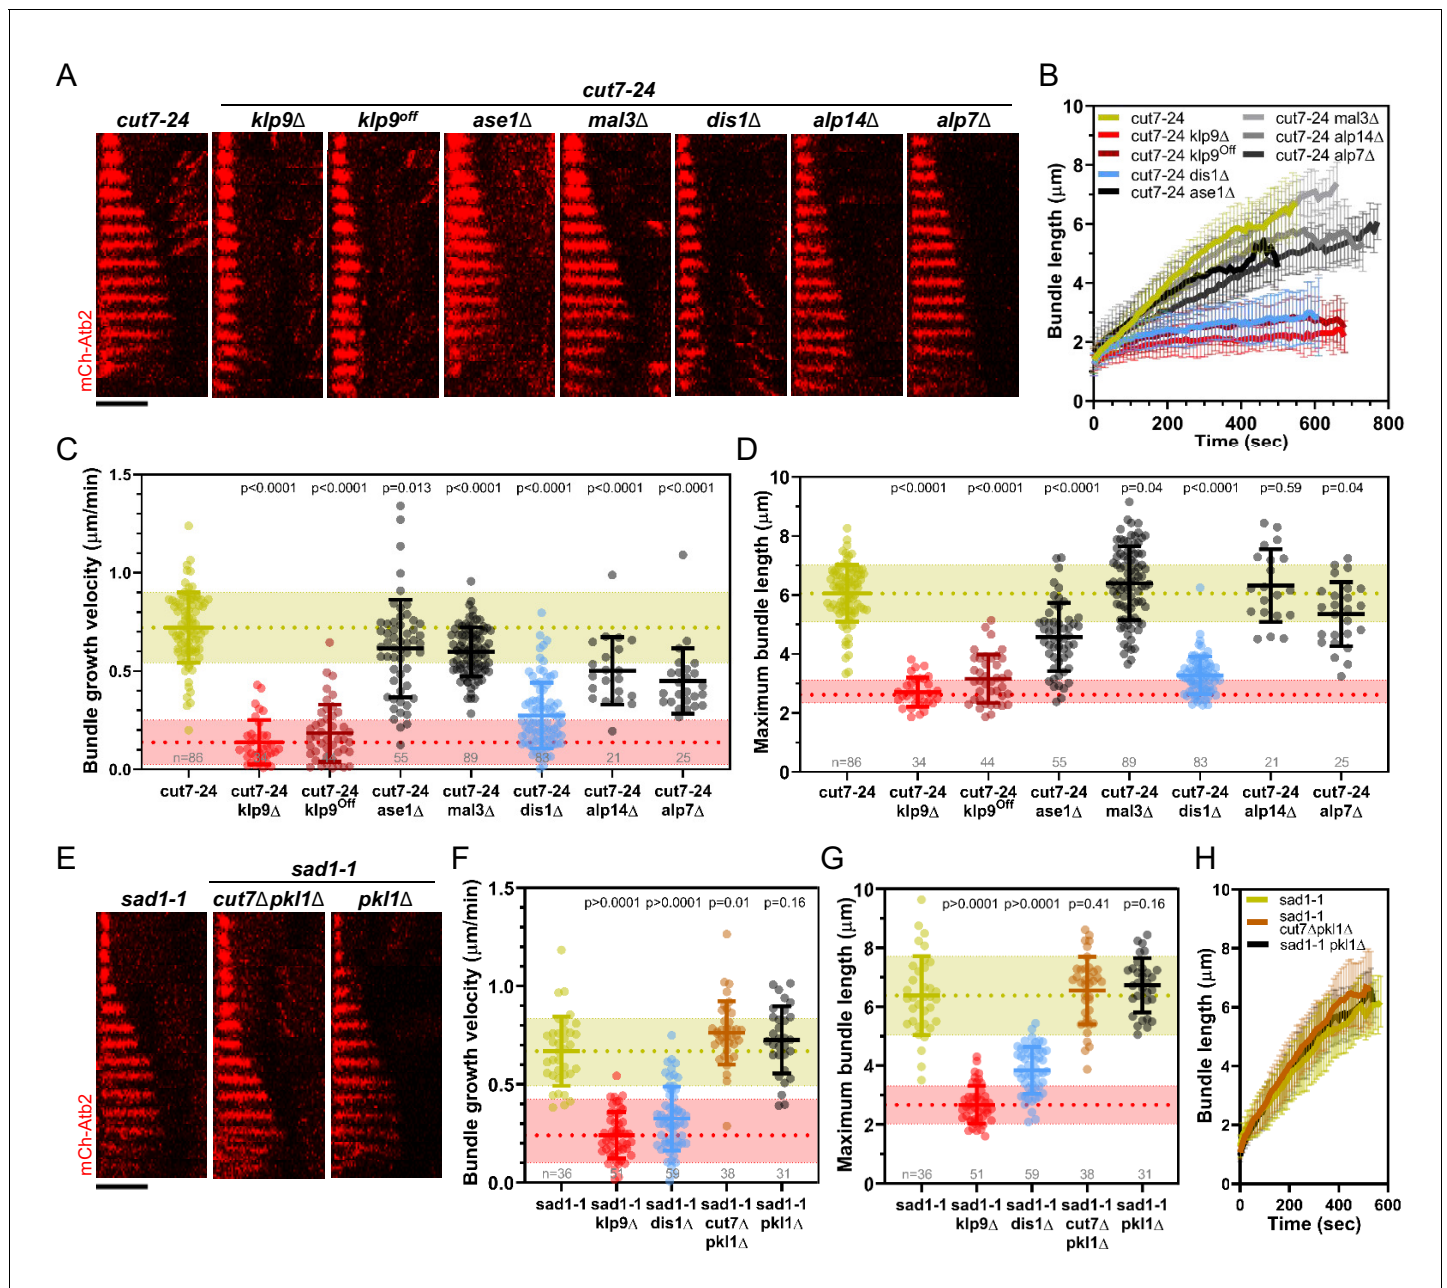 A
cut7-24
cut7-24 klp9Δ klp9off ase1Δ mal3Δ dis1Δ alp14Δ alp7Δ
mCh-Atb2
B
10
8
6
4
2
0
Bundle length (μm)
cut7-24
cut7-24 klp9Δ
cut7-24 klp9Off
cut7-24 dis1Δ
cut7-24 ase1Δ
cut7-24 mal3Δ
cut7-24 alp14Δ
cut7-24 alp7Δ
0 200 400 600 800
Time (sec)
C
Bundle growth velocity (μm/min)
1.5
1.0
0.5
0.0
p<0.0001 p<0.0001 p=0.013 p<0.0001 p<0.0001 p<0.0001 p<0.0001
n=86 55 89 83 21 25
cut7-24 cut7-24 cut7-24 cut7-24 cut7-24 cut7-24 cut7-24 cut7-24
klp9Δ klp9Off ase1Δ mal3Δ dis1Δ alp14Δ alp7Δ
D
Maximum bundle length (μm)
10
8
6
4
2
0
p<0.0001 p<0.0001 p<0.0001 p=0.04 p<0.0001 p=0.59 p=0.04
n=86 34 44 55 89 83 21 25
cut7-24 cut7-24 cut7-24 cut7-24 cut7-24 cut7-24 cut7-24 cut7-24
klp9Δ klp9Off ase1Δ mal3Δ dis1Δ alp14Δ alp7Δ
E
sad1-1
sad1-1 cut7Δpkl1Δ pkl1Δ
mCh-Atb2
F
Bundle growth velocity (μm/min)
1.5
1.0
0.5
0.0
p>0.0001 p>0.0001 p=0.01 p=0.16
n=36 51 59 38 31
sad1-1 sad1-1 sad1-1 sad1-1 sad1-1
klp9Δ dis1Δ cut7Δ pkl1Δ
pkl1Δ
G
Maximum bundle length (μm)
10
8
6
4
2
0
p>0.0001 p>0.0001 p=0.41 p=0.16
n=36 51 59 38 31
sad1-1 sad1-1 sad1-1 sad1-1 sad1-1
klp9Δ dis1Δ cut7Δ pkl1Δ
pkl1Δ
H
Bundle length (μm)
10
8
6
4
2
0
sad1-1
sad1-1
cut7Δpkl1Δ
sad1-1 pkl1Δ
0 200 400 600
Time (sec)